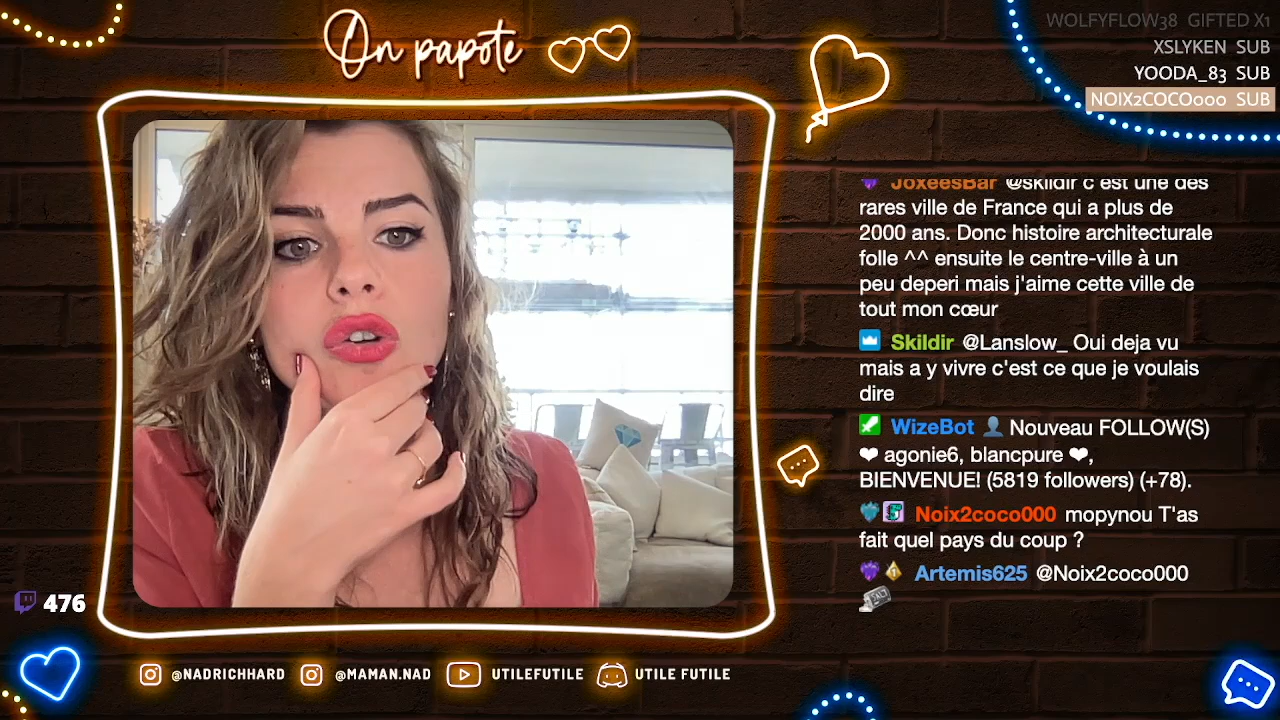 On papote
WOLFYFLOW38 GIFTED X1
XSLYKEN SUB
YOODA_83 SUB
NOIX2COCO000 SUB
JoxeesBar @skildir c'est une des
rares ville de France qui a plus de
2000 ans. Donc histoire architecturale
folle ^^ ensuite le centre-ville à un
peu deperi mais j'aime cette ville de
tout mon cœur
Skildir @Lanslow_ Oui deja vu
mais a y vivre c'est ce que je voulais
dire
WizeBot 👤 Nouveau FOLLOW(S)
❤ agonie6, blancpure ❤,
BIENVENUE! (5819 followers) (+78).
Noix2coco000 mopynou T'as
fait quel pays du coup ?
Artemis625 @Noix2coco000
476
@NADRICHHARD @MAMAN.NAD UTILEFUTILE UTILE FUTILE